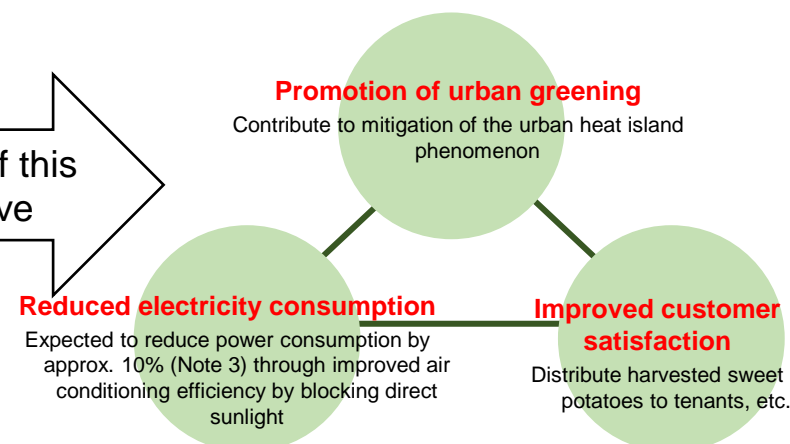 Promotion of urban greening
Contribute to mitigation of the urban heat island
phenomenon
f this
ve
Reduced electricity consumption
Expected to reduce power consumption by
approx. 10% (Note 3) through improved air
conditioning efficiency by blocking direct
sunlight
Improved customer
satisfaction
Distribute harvested sweet
potatoes to tenants, etc.